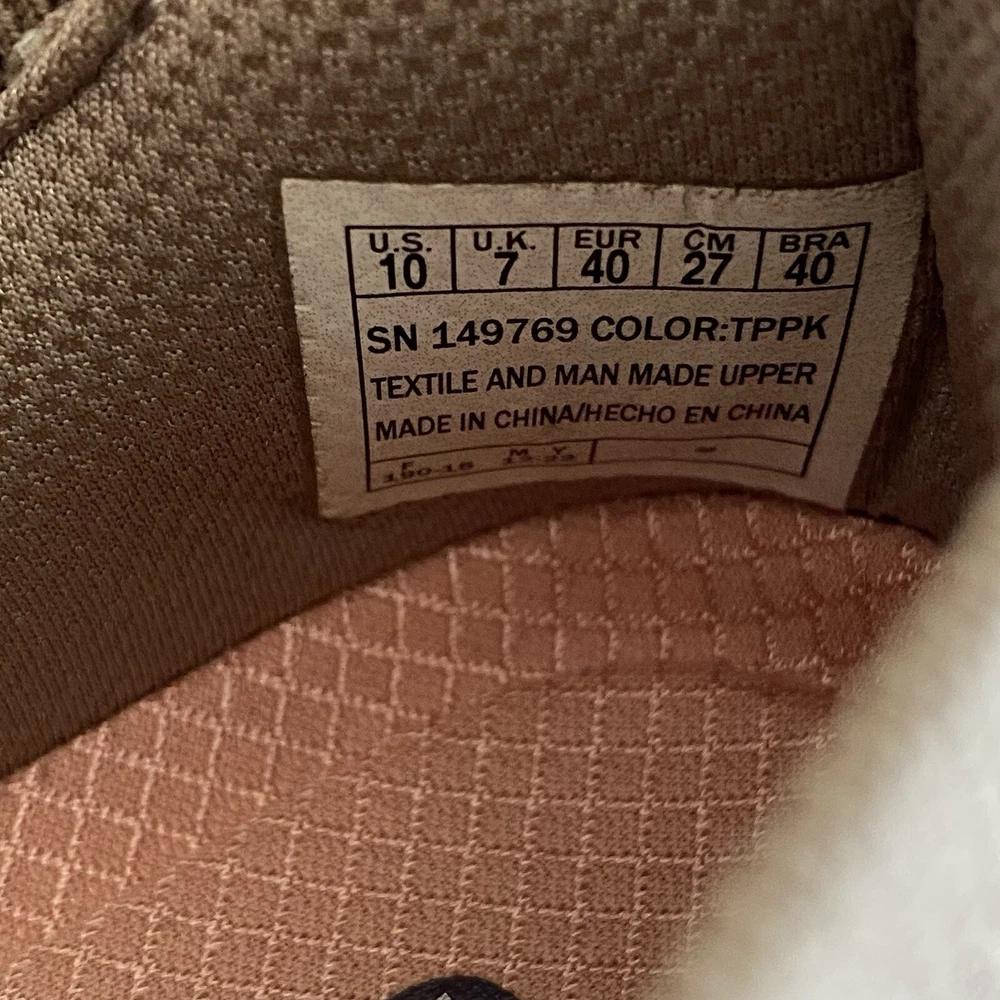 U.S. U.K. EUR CM BRA
10 7 40 27 40
SN 149769 COLOR:TPPK
TEXTILE AND MAN MADE UPPER
MADE IN CHINA/HECHO EN CHINA
F M Y